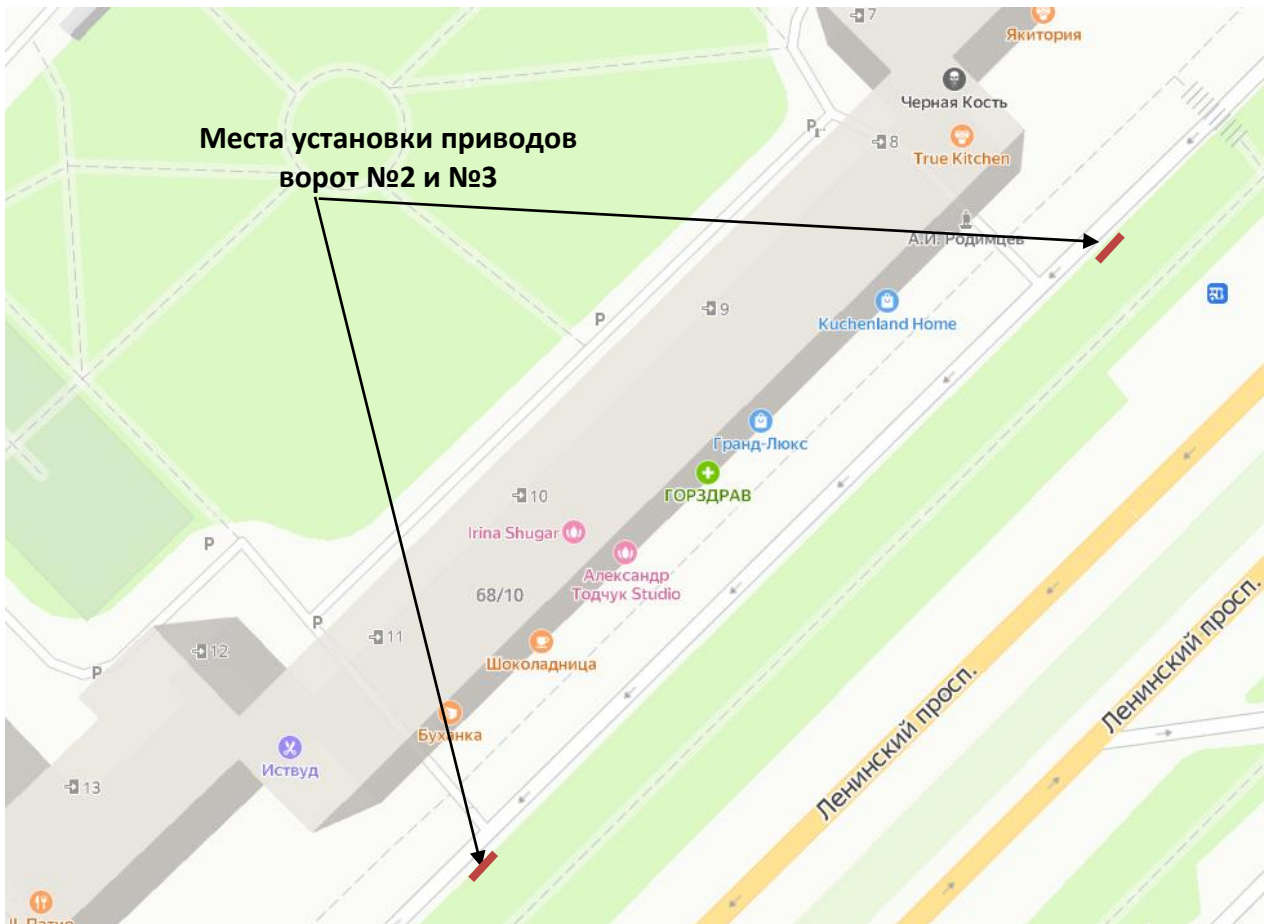 7
Якитория
Черная Кость
P
8
True Kitchen
Места установки приводов
ворот №2 и №3
А.И. Родимцев
9
Kuchenland Home
P
Гранд-Люкс
ГОРЗДРАВ
10
Irina Shugar
P
Александр
Тодчук Studio
68/10
P
11
12
Шоколадница
P
Буханка
Иствуд
13
Ленинский просп.
Ленинский просп.